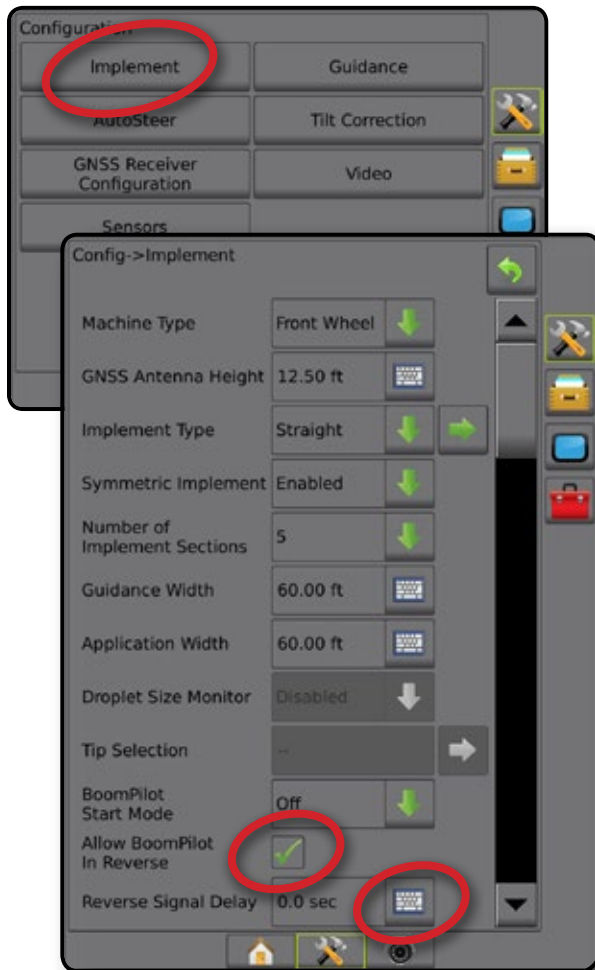 Configuration
Implement
Guidance
AutoSteer
Tilt Correction
GNSS Receiver
Configuration
Video
Sensors
Config->Implement
Machine Type
Front Wheel
GNSS Antenna Height
12.50 ft
Implement Type
Straight
Symmetric Implement
Enabled
Number of
Implement Sections
5
Guidance Width
60.00 ft
Application Width
60.00 ft
Droplet Size Monitor
Disabled
Tip Selection
--
BoomPilot
Start Mode
Off
Allow BoomPilot
In Reverse
Reverse Signal Delay
0.0 sec